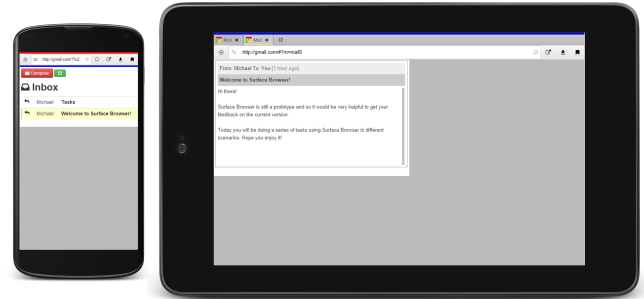 http://gmail.com/?%2
Compose
Inbox
Michael Tasks
Michael Welcome to Surface Browser!
Mail Mail
http://gmail.com/#?m=mail0
From: Michael To: You (1 hour ago)
Welcome to Surface Browser!
Hi there!
Surface Browser is still a prototype and so it would be very helpful to get your
feedback on the current version.
Today you will be doing a series of tasks using Surface Browser in different
scenarios. Hope you enjoy it!